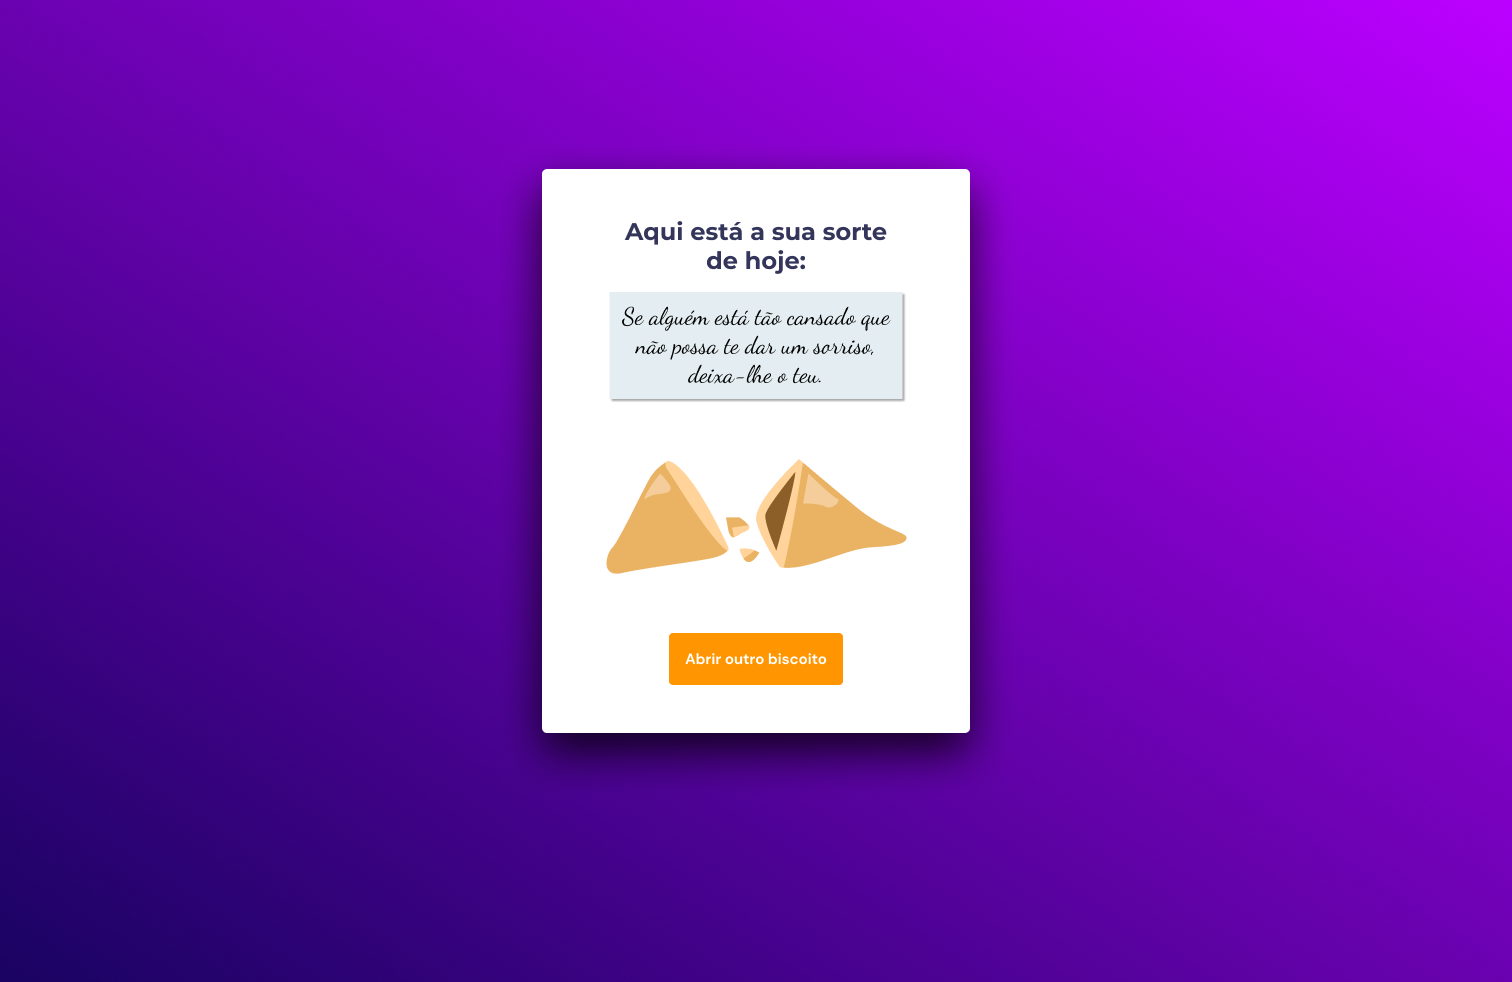 Aqui está a sua sorte
de hoje:
Se alguém está tão cansado que
não possa te dar um sorriso,
deixa-lhe o teu.
Abrir outro biscoito